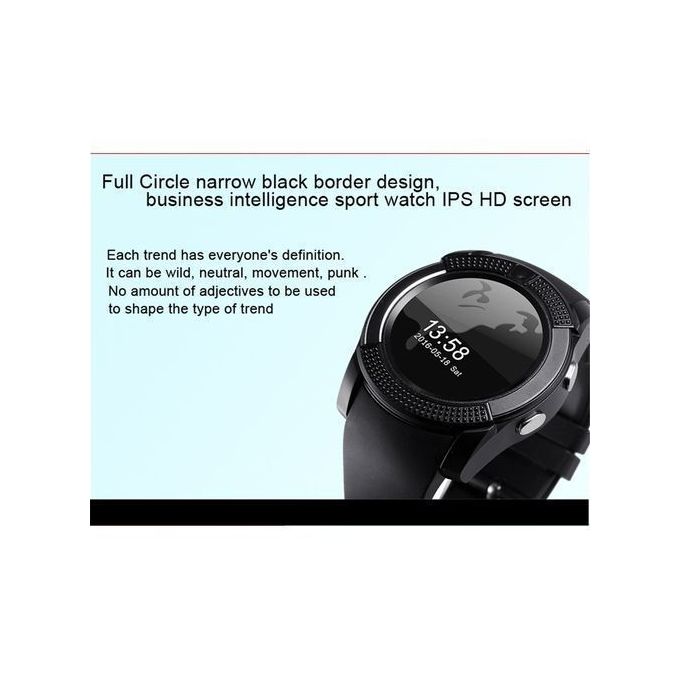 Full Circle narrow black border design,
business intelligence sport watch IPS HD screen
Each trend has everyone's definition.
It can be wild, neutral, movement, punk .
No amount of adjectives to be used
to shape the type of trend
13:58
2016-05-18 Sat